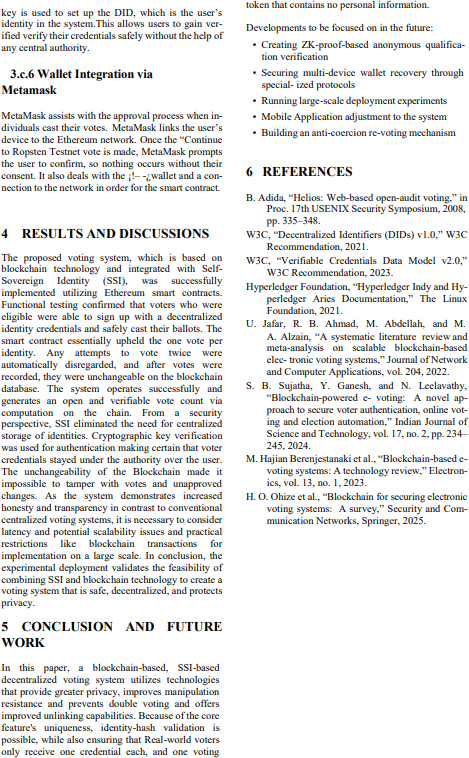 key is used to set up the DID, which is the user's
identity in the system.This allows users to gain ver-
ified verify their credentials safely without the help of
any central authority.
3.c.6 Wallet Integration via
Metamask
MetaMask assists with the approval process when in-
dividuals cast their votes. MetaMask links the user's
device to the Ethereum network. Once the "Continue
to Ropsten Testnet vote is made, MetaMask prompts
the user to confirm, so nothing occurs without their
consent. It also deals with the ¡!– -¿wallet and a con-
nection to the network in order for the smart contract.
4 RESULTS AND DISCUSSIONS
The proposed voting system, which is based on
blockchain technology and integrated with Self-
Sovereign Identity (SSI), was successfully
implemented utilizing Ethereum smart contracts.
Functional testing confirmed that voters who were
eligible were able to sign up with a decentralized
identity credentials and safely cast their ballots. The
smart contract essentially upheld the one vote per
identity. Any attempts to vote twice were
automatically disregarded, and after votes were
recorded, they were unchangeable on the blockchain
database. The system operates successfully and
generates an open and verifiable vote count via
computation on the chain. From a security
perspective, SSI eliminated the need for centralized
storage of identities. Cryptographic key verification
was used for authentication making certain that voter
credentials stayed under the authority over the user.
The unchangeability of the Blockchain made it
impossible to tamper with votes and unapproved
changes. As the system demonstrates increased
honesty and transparency in contrast to conventional
centralized voting systems, it is necessary to consider
latency and potential scalability issues and practical
restrictions like blockchain transactions for
implementation on a large scale. In conclusion, the
experimental deployment validates the feasibility of
combining SSI and blockchain technology to create a
voting system that is safe, decentralized, and protects
privacy.
5 CONCLUSION AND FUTURE
WORK
In this paper, a blockchain-based, SSI-based
decentralized voting system utilizes technologies
that provide greater privacy, improves manipulation
resistance and prevents double voting and offers
improved unlinking capabilities. Because of the core
feature's uniqueness, identity-hash validation is
possible, while also ensuring that Real-world voters
only receive one credential each, and one voting
token that contains no personal information.
Developments to be focused on in the future:
• Creating ZK-proof-based anonymous qualifica-
tion verification
• Securing multi-device wallet recovery through
special- ized protocols
• Running large-scale deployment experiments
• Mobile Application adjustment to the system
• Building an anti-coercion re-voting mechanism
6 REFERENCES
B. Adida, "Helios: Web-based open-audit voting," in
Proc. 17th USENIX Security Symposium, 2008,
pp. 335–348.
W3C, "Decentralized Identifiers (DIDs) v1.0," W3C
Recommendation, 2021.
W3C, "Verifiable Credentials Data Model v2.0,"
W3C Recommendation, 2023.
Hyperledger Foundation, "Hyperledger Indy and Hy-
perledger Aries Documentation," The Linux
Foundation, 2021.
U. Jafar, R. B. Ahmad, M. Abdellah, and M.
A. Alzain, "A systematic literature review and
meta-analysis on scalable blockchain-based
elec- tronic voting systems," Journal of Network
and Computer Applications, vol. 204, 2022.
S. B. Sujatha, Y. Ganesh, and N. Leelavathy,
"Blockchain-powered e- voting: A novel ap-
proach to secure voter authentication, online vot-
ing and election automation," Indian Journal of
Science and Technology, vol. 17, no. 2, pp. 234–
245, 2024.
M. Hajian Berenjestanaki et al., "Blockchain-based e-
voting systems: A technology review," Electron-
ics, vol. 13, no. 1, 2023.
H. O. Ohize et al., "Blockchain for securing electronic
voting systems: A survey," Security and Com-
munication Networks, Springer, 2025.